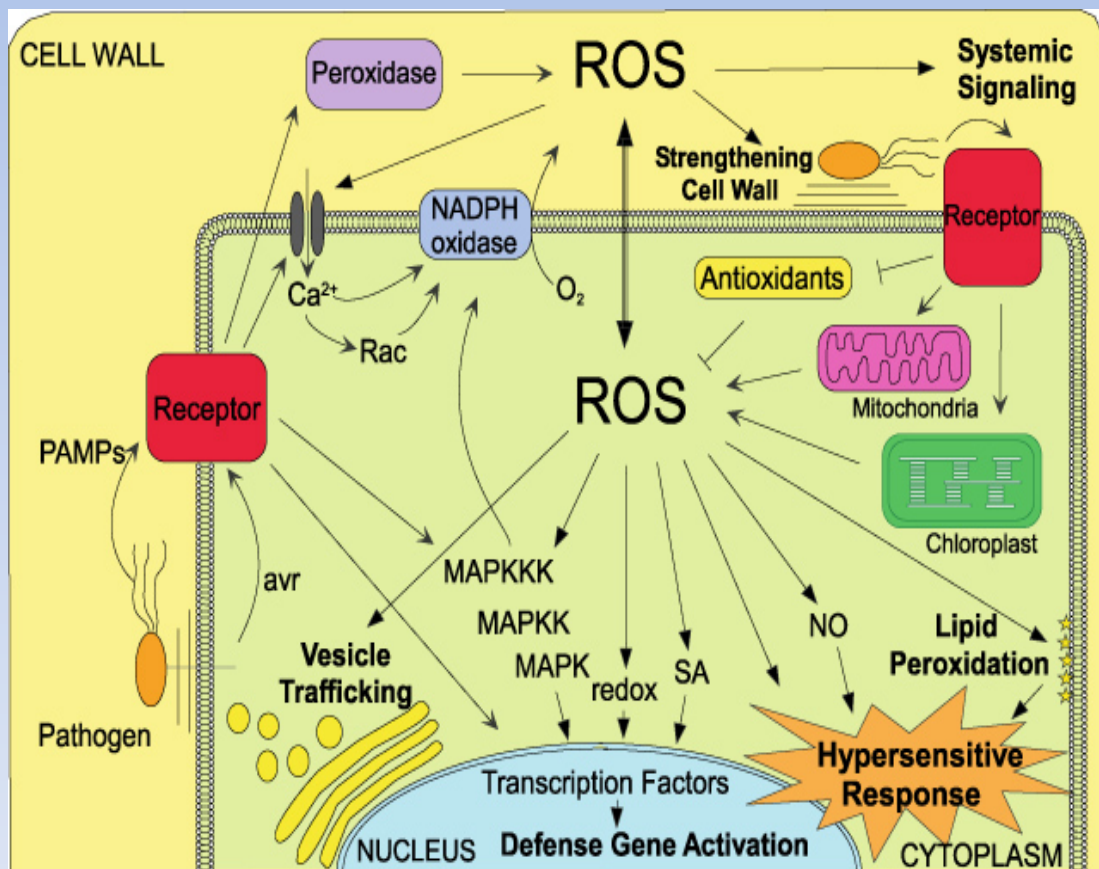 CELL WALL
Peroxidase
ROS
Systemic
Signaling
Strengthening
Cell Wall
Receptor
NADPH
oxidase
Ca²⁺
O₂
Antioxidants
Rac
Mitochondria
Receptor
ROS
PAMPs
Chloroplast
avr
MAPKKK
MAPKK
MAPK
redox
SA
NO
Lipid
Peroxidation
Vesicle
Trafficking
Pathogen
Hypersensitive
Response
Transcription Factors
Defense Gene Activation
NUCLEUS
CYTOPLASM